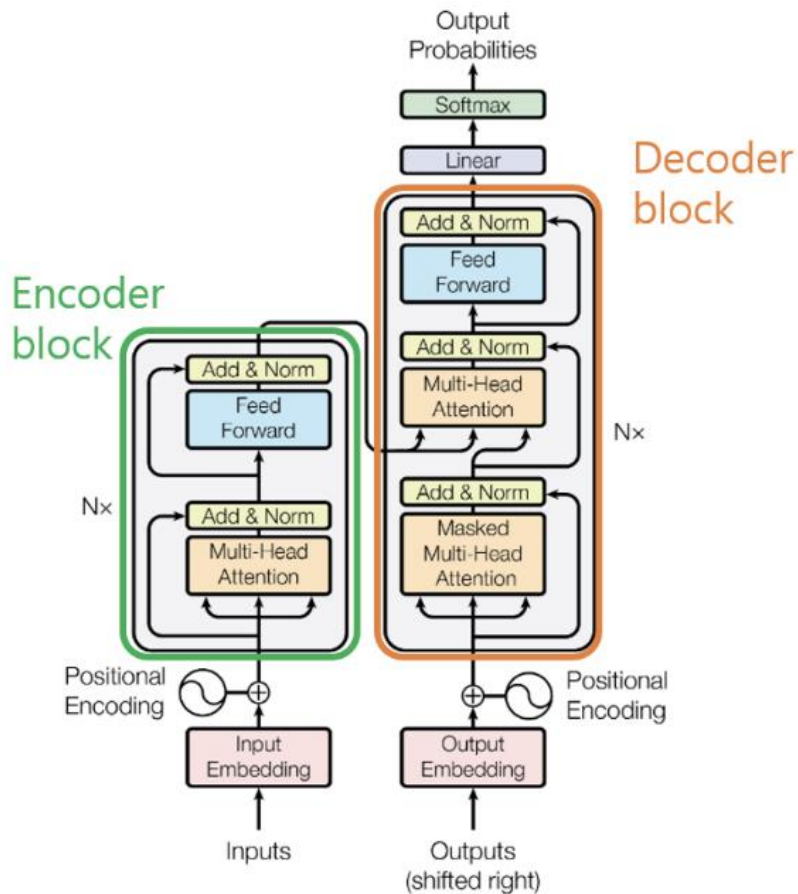 Output
Probabilities
Softmax
Linear
Decoder
block
Add & Norm
Feed
Forward
Add & Norm
Multi-Head
Attention
Nx
Add & Norm
Masked
Multi-Head
Attention
Encoder
block
Add & Norm
Feed
Forward
Nx
Add & Norm
Multi-Head
Attention
Positional
Encoding
Positional
Encoding
Input
Embedding
Output
Embedding
Inputs
Outputs
(shifted right)